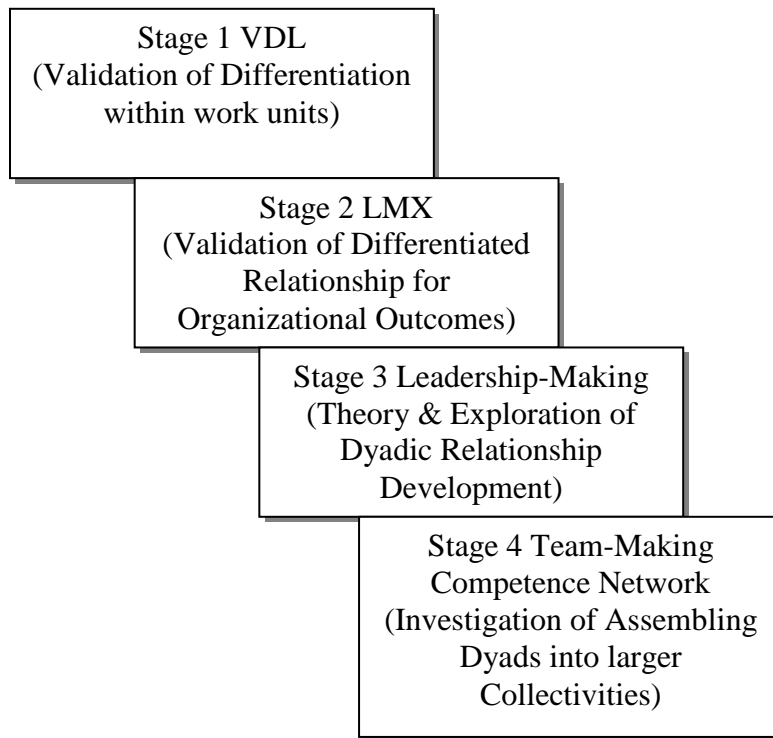 Stage 1 VDL
(Validation of Differentiation
within work units)
Stage 2 LMX
(Validation of Differentiated
Relationship for
Organizational Outcomes)
Stage 3 Leadership-Making
(Theory & Exploration of
Dyadic Relationship
Development)
Stage 4 Team-Making
Competence Network
(Investigation of Assembling
Dyads into larger
Collectivities)